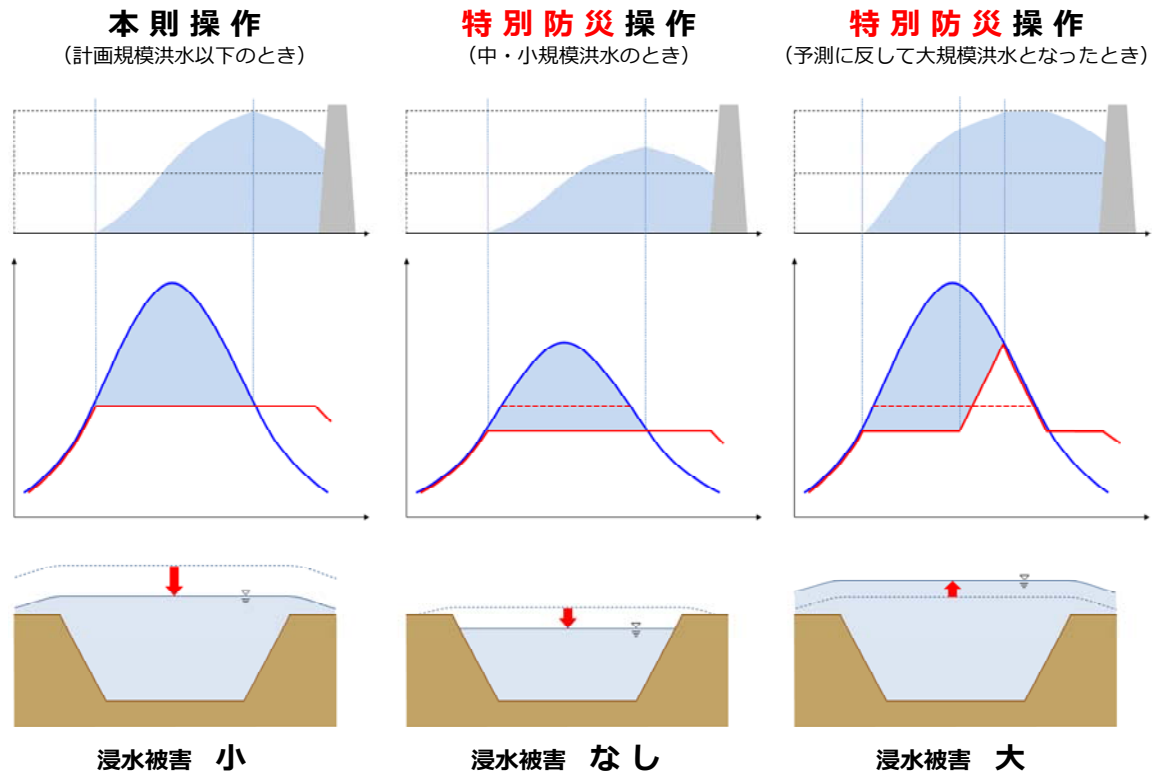 本則操作
（計画規模洪水以下のとき）
特別防災操作
（中・小規模洪水のとき）
特別防災操作
（予測に反して大規模洪水となったとき）
浸水被害 小
浸水被害 なし
浸水被害 大